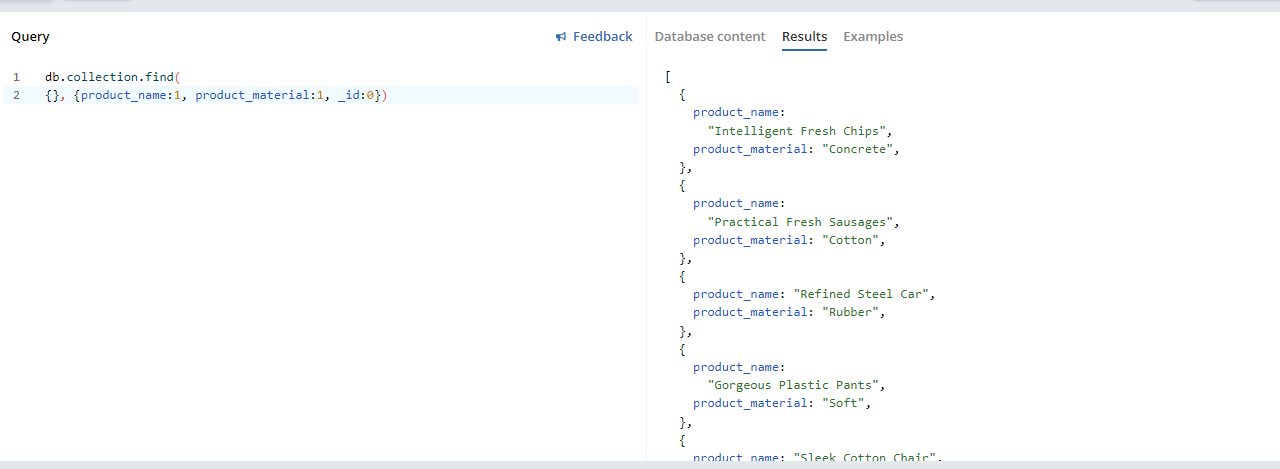 Query
Feedback
Database content
Results
Examples
1 db.collection.find(
2 {}, {product_name:1, product_material:1, _id:0})
[
{
product_name:
"Intelligent Fresh Chips",
product_material: "Concrete",
},
{
product_name:
"Practical Fresh Sausages",
product_material: "Cotton",
},
{
product_name: "Refined Steel Car",
product_material: "Rubber",
},
{
product_name:
"Gorgeous Plastic Pants",
product_material: "Soft",
},
{
product_name: "Sleek Cotton Chair",